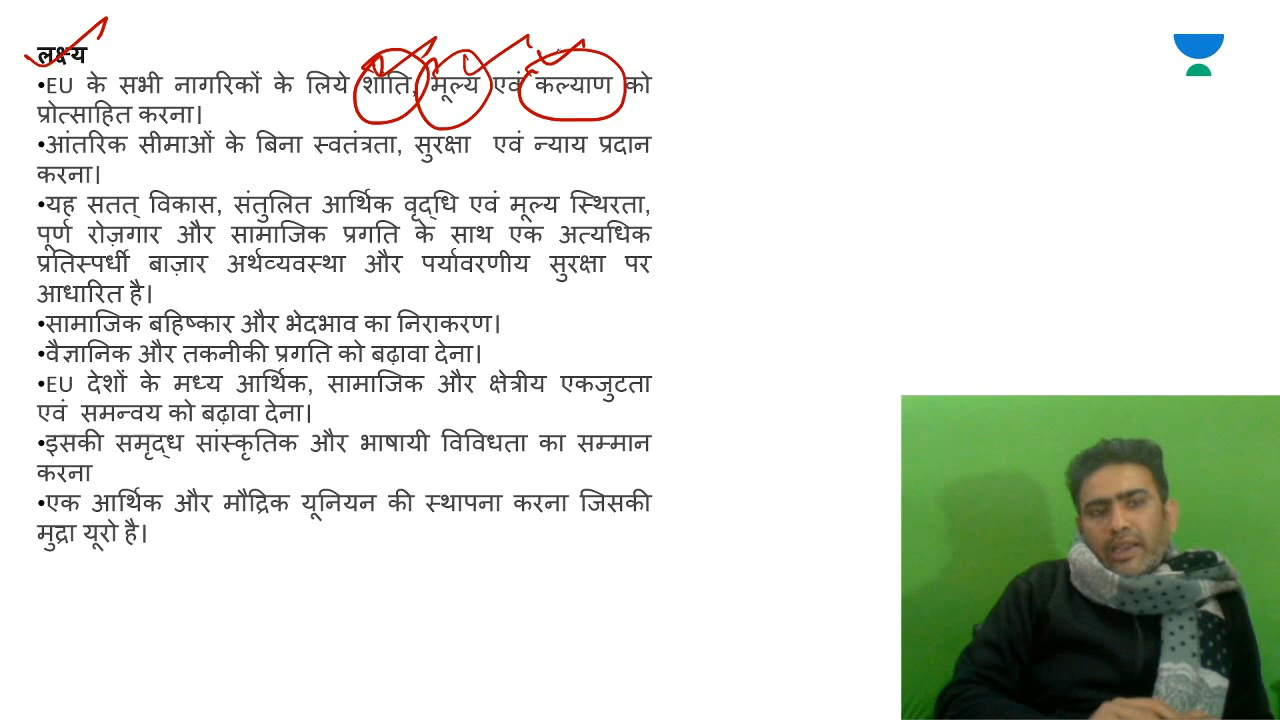 लक्ष्य
•EU के सभी नागरिकों के लिये शांति, मूल्य एवं कल्याण को
प्रोत्साहित करना।
•आंतरिक सीमाओं के बिना स्वतंत्रता, सुरक्षा एवं न्याय प्रदान
करना।
•यह सतत् विकास, संतुलित आर्थिक वृद्धि एवं मूल्य स्थिरता,
पूर्ण रोज़गार और सामाजिक प्रगति के साथ एक अत्यधिक
प्रतिस्पर्धी बाज़ार अर्थव्यवस्था और पर्यावरणीय सुरक्षा पर
आधारित है।
•सामाजिक बहिष्कार और भेदभाव का निराकरण।
•वैज्ञानिक और तकनीकी प्रगति को बढ़ावा देना।
•EU देशों के मध्य आर्थिक, सामाजिक और क्षेत्रीय एकजुटता
एवं समन्वय को बढ़ावा देना।
•इसकी समृद्ध सांस्कृतिक और भाषायी विविधता का सम्मान
करना
•एक आर्थिक और मौद्रिक यूनियन की स्थापना करना जिसकी
मुद्रा यूरो है।